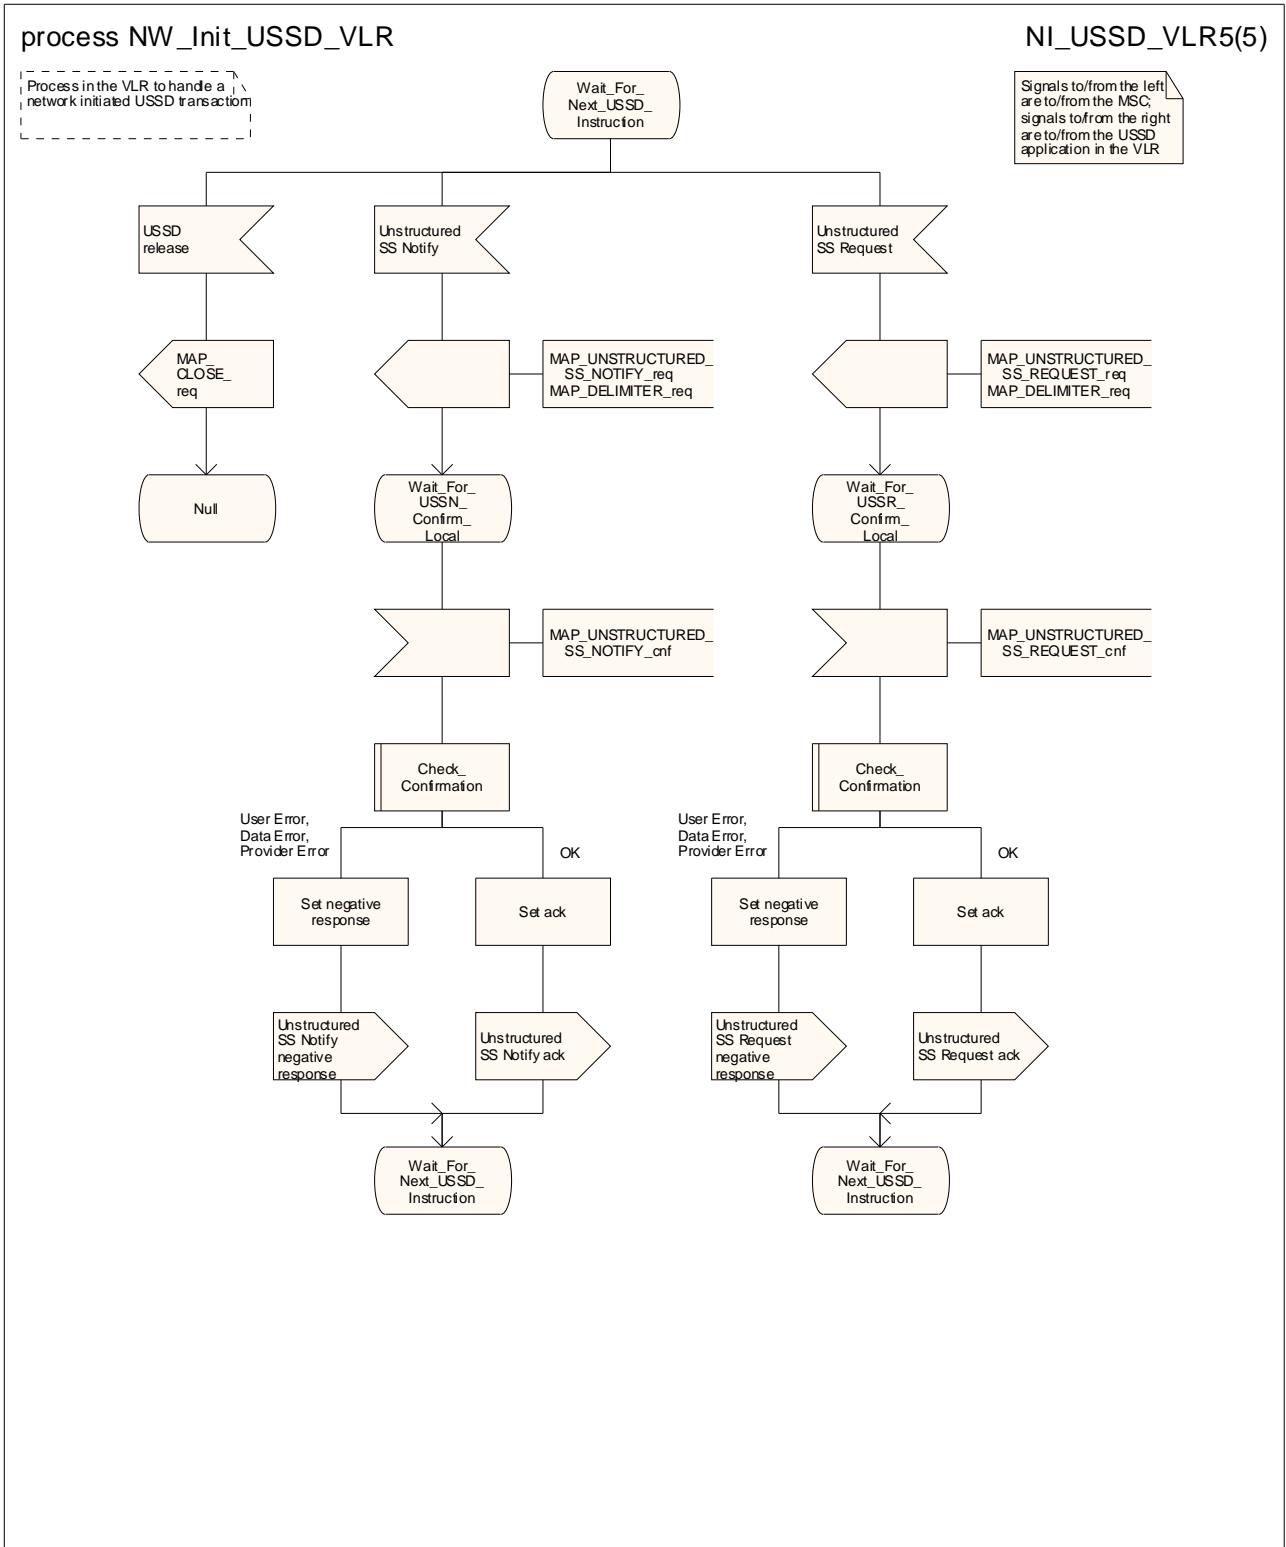 process NW_Init_USSD_VLR
NI_USSD_VLR5(5)
Process in the VLR to handle a
network initiated USSD transaction
Wait_For_
Next_USSD_
Instruction
Signals to/from the left
are to/from the MSC;
signals to/from the right
are to/from the USSD
application in the VLR
USSD
release
Unstructured
SS Notify
Unstructured
SS Request
MAP_
CLOSE_
req
MAP_UNSTRUCTURED_
SS_NOTIFY_req
MAP_DELIMITER_req
MAP_UNSTRUCTURED_
SS_REQUEST_req
MAP_DELIMITER_req
Null
Wait_For_
USSN_
Confirm_
Local
Wait_For_
USSR_
Confirm_
Local
MAP_UNSTRUCTURED_
SS_NOTIFY_cnf
MAP_UNSTRUCTURED_
SS_REQUEST_cnf
Check_
Confirmation
Check_
Confirmation
User Error,
Data Error,
Provider Error
OK
User Error,
Data Error,
Provider Error
OK
Set negative
response
Set ack
Set negative
response
Set ack
Unstructured
SS Notify
negative
response
Unstructured
SS Notify ack
Unstructured
SS Request
negative
response
Unstructured
SS Request ack
Wait_For_
Next_USSD_
Instruction
Wait_For_
Next_USSD_
Instruction